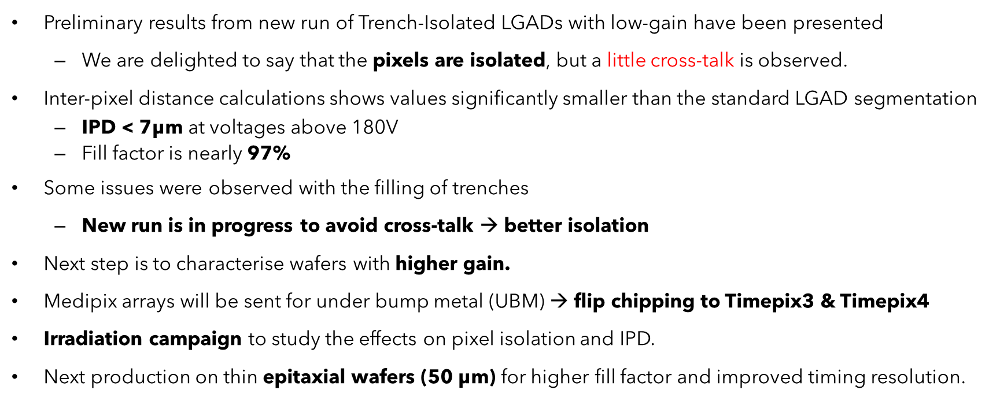 • Preliminary results from new run of Trench-Isolated LGADs with low-gain have been presented
– We are delighted to say that the pixels are isolated, but a little cross-talk is observed.
• Inter-pixel distance calculations shows values significantly smaller than the standard LGAD segmentation
– IPD < 7μm at voltages above 180V
– Fill factor is nearly 97%
• Some issues were observed with the filling of trenches
– New run is in progress to avoid cross-talk → better isolation
• Next step is to characterise wafers with higher gain.
• Medipix arrays will be sent for under bump metal (UBM) → flip chipping to Timepix3 & Timepix4
• Irradiation campaign to study the effects on pixel isolation and IPD.
• Next production on thin epitaxial wafers (50 μm) for higher fill factor and improved timing resolution.